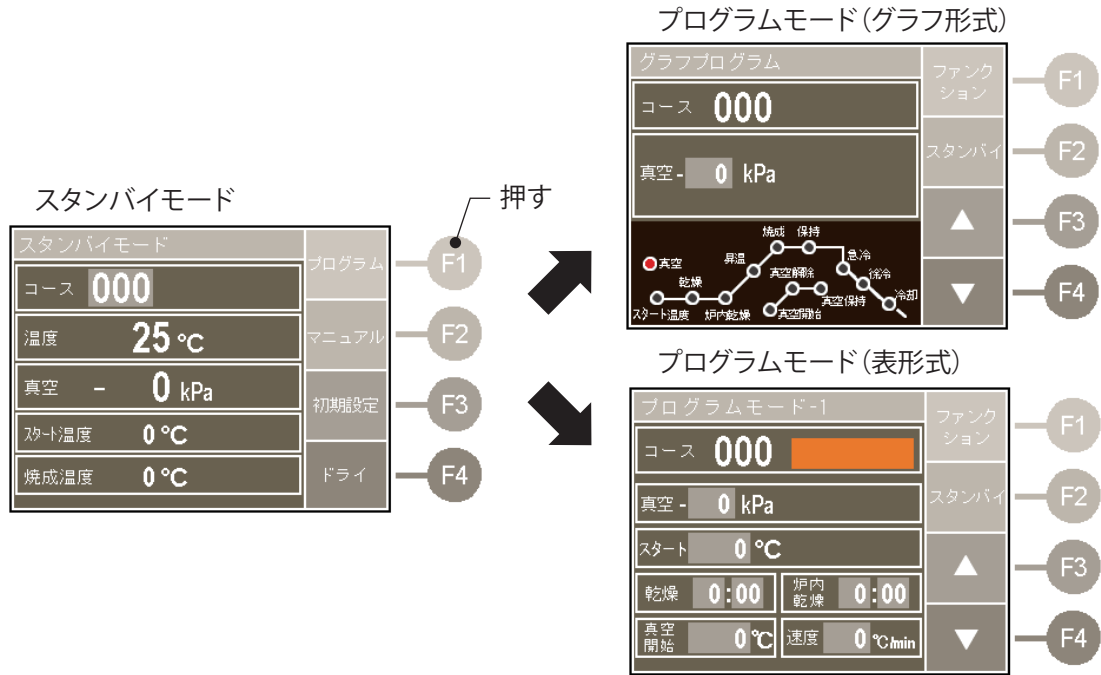 プログラムモード（グラフ形式）
グラフプログラム
コース 000
真空 - 0 kPa
焼成 保持
真空
昇温
急冷
乾燥
真空解除
徐冷
スタート温度
炉内乾燥
真空開始
真空保持
冷却
ファンク
ション
スタンバイ
▲
▼
F1
F2
F3
F4
スタンバイモード
押す
スタンバイモード
コース 000
温度 25 ℃
真空 - 0 kPa
スタート温度 0 ℃
焼成温度 0 ℃
プログラム
マニュアル
初期設定
ドライ
F1
F2
F3
F4
プログラムモード（表形式）
プログラムモード-1
コース 000
真空 - 0 kPa
スタート 0 ℃
乾燥 0:00
炉内
乾燥 0:00
真空
開始 0 ℃
速度 0 ℃/min
ファンク
ション
スタンバイ
▲
▼
F1
F2
F3
F4